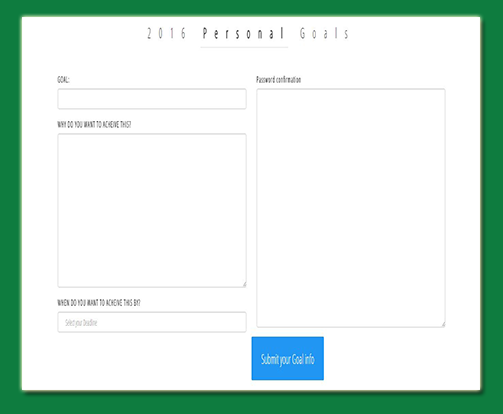 2016 Personal Goals
GOAL:
WHY DO YOU WANT TO ACHEIVE THIS?
WHEN DO YOU WANT TO ACHEIVE THIS BY?
Select your Deadline
Password confirmation
Submit your Goal info